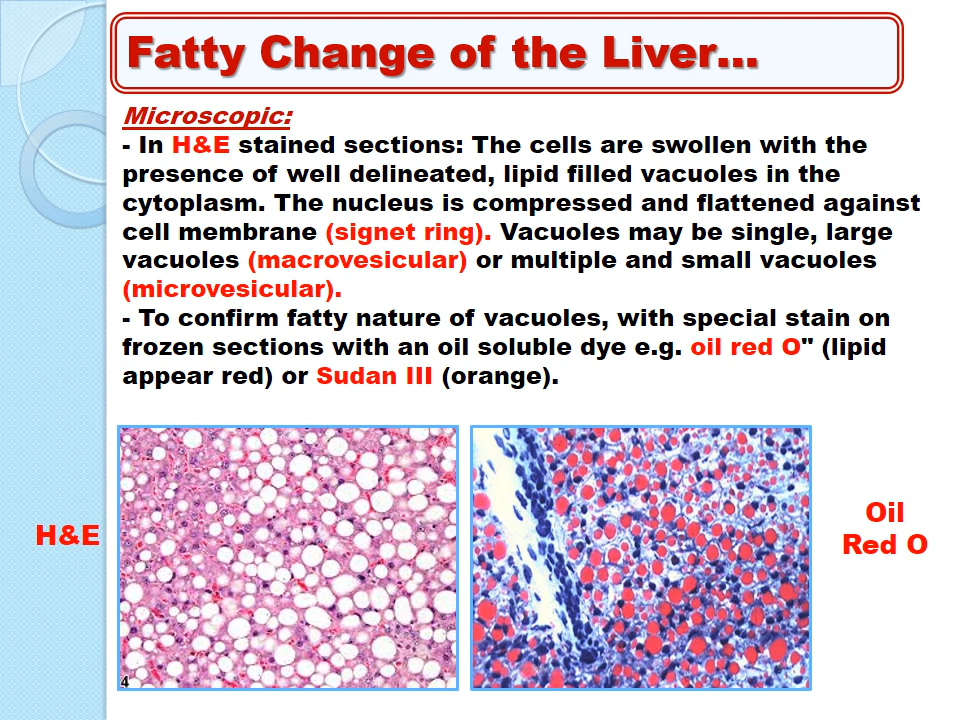 Fatty Change of the Liver...
Microscopic:
- In H&E stained sections: The cells are swollen with the
presence of well delineated, lipid filled vacuoles in the
cytoplasm. The nucleus is compressed and flattened against
cell membrane (signet ring). Vacuoles may be single, large
vacuoles (macrovesicular) or multiple and small vacuoles
(microvesicular).
- To confirm fatty nature of vacuoles, with special stain on
frozen sections with an oil soluble dye e.g. oil red O" (lipid
appear red) or Sudan III (orange).
H&E
4
Oil
Red O